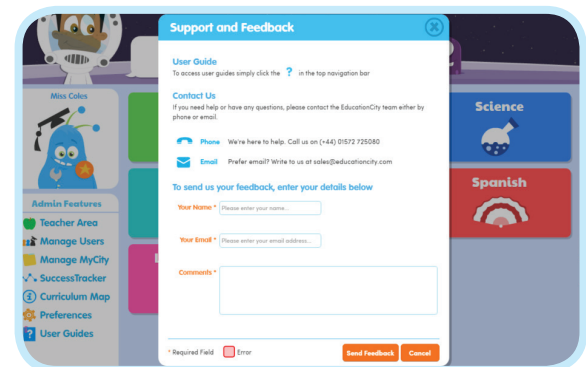 Support and Feedback
User Guide
To access user guides simply click the ? in the top navigation bar
Contact Us
If you need help or have any questions, please contact the EducationCity team either by
phone or email.
Phone We're here to help. Call us on (+44) 01572 725080
Email Prefer email? Write to us at sales@educationcity.com
To send us your feedback, enter your details below
Your Name * Please enter your name...
Your Email * Please enter your email address...
Comments *
* Required Field Error
Send Feedback Cancel
Miss Coles
Admin Features
Teacher Area
Manage Users
Manage MyCity
SuccessTracker
Curriculum Map
Preferences
? User Guides
Science
Spanish